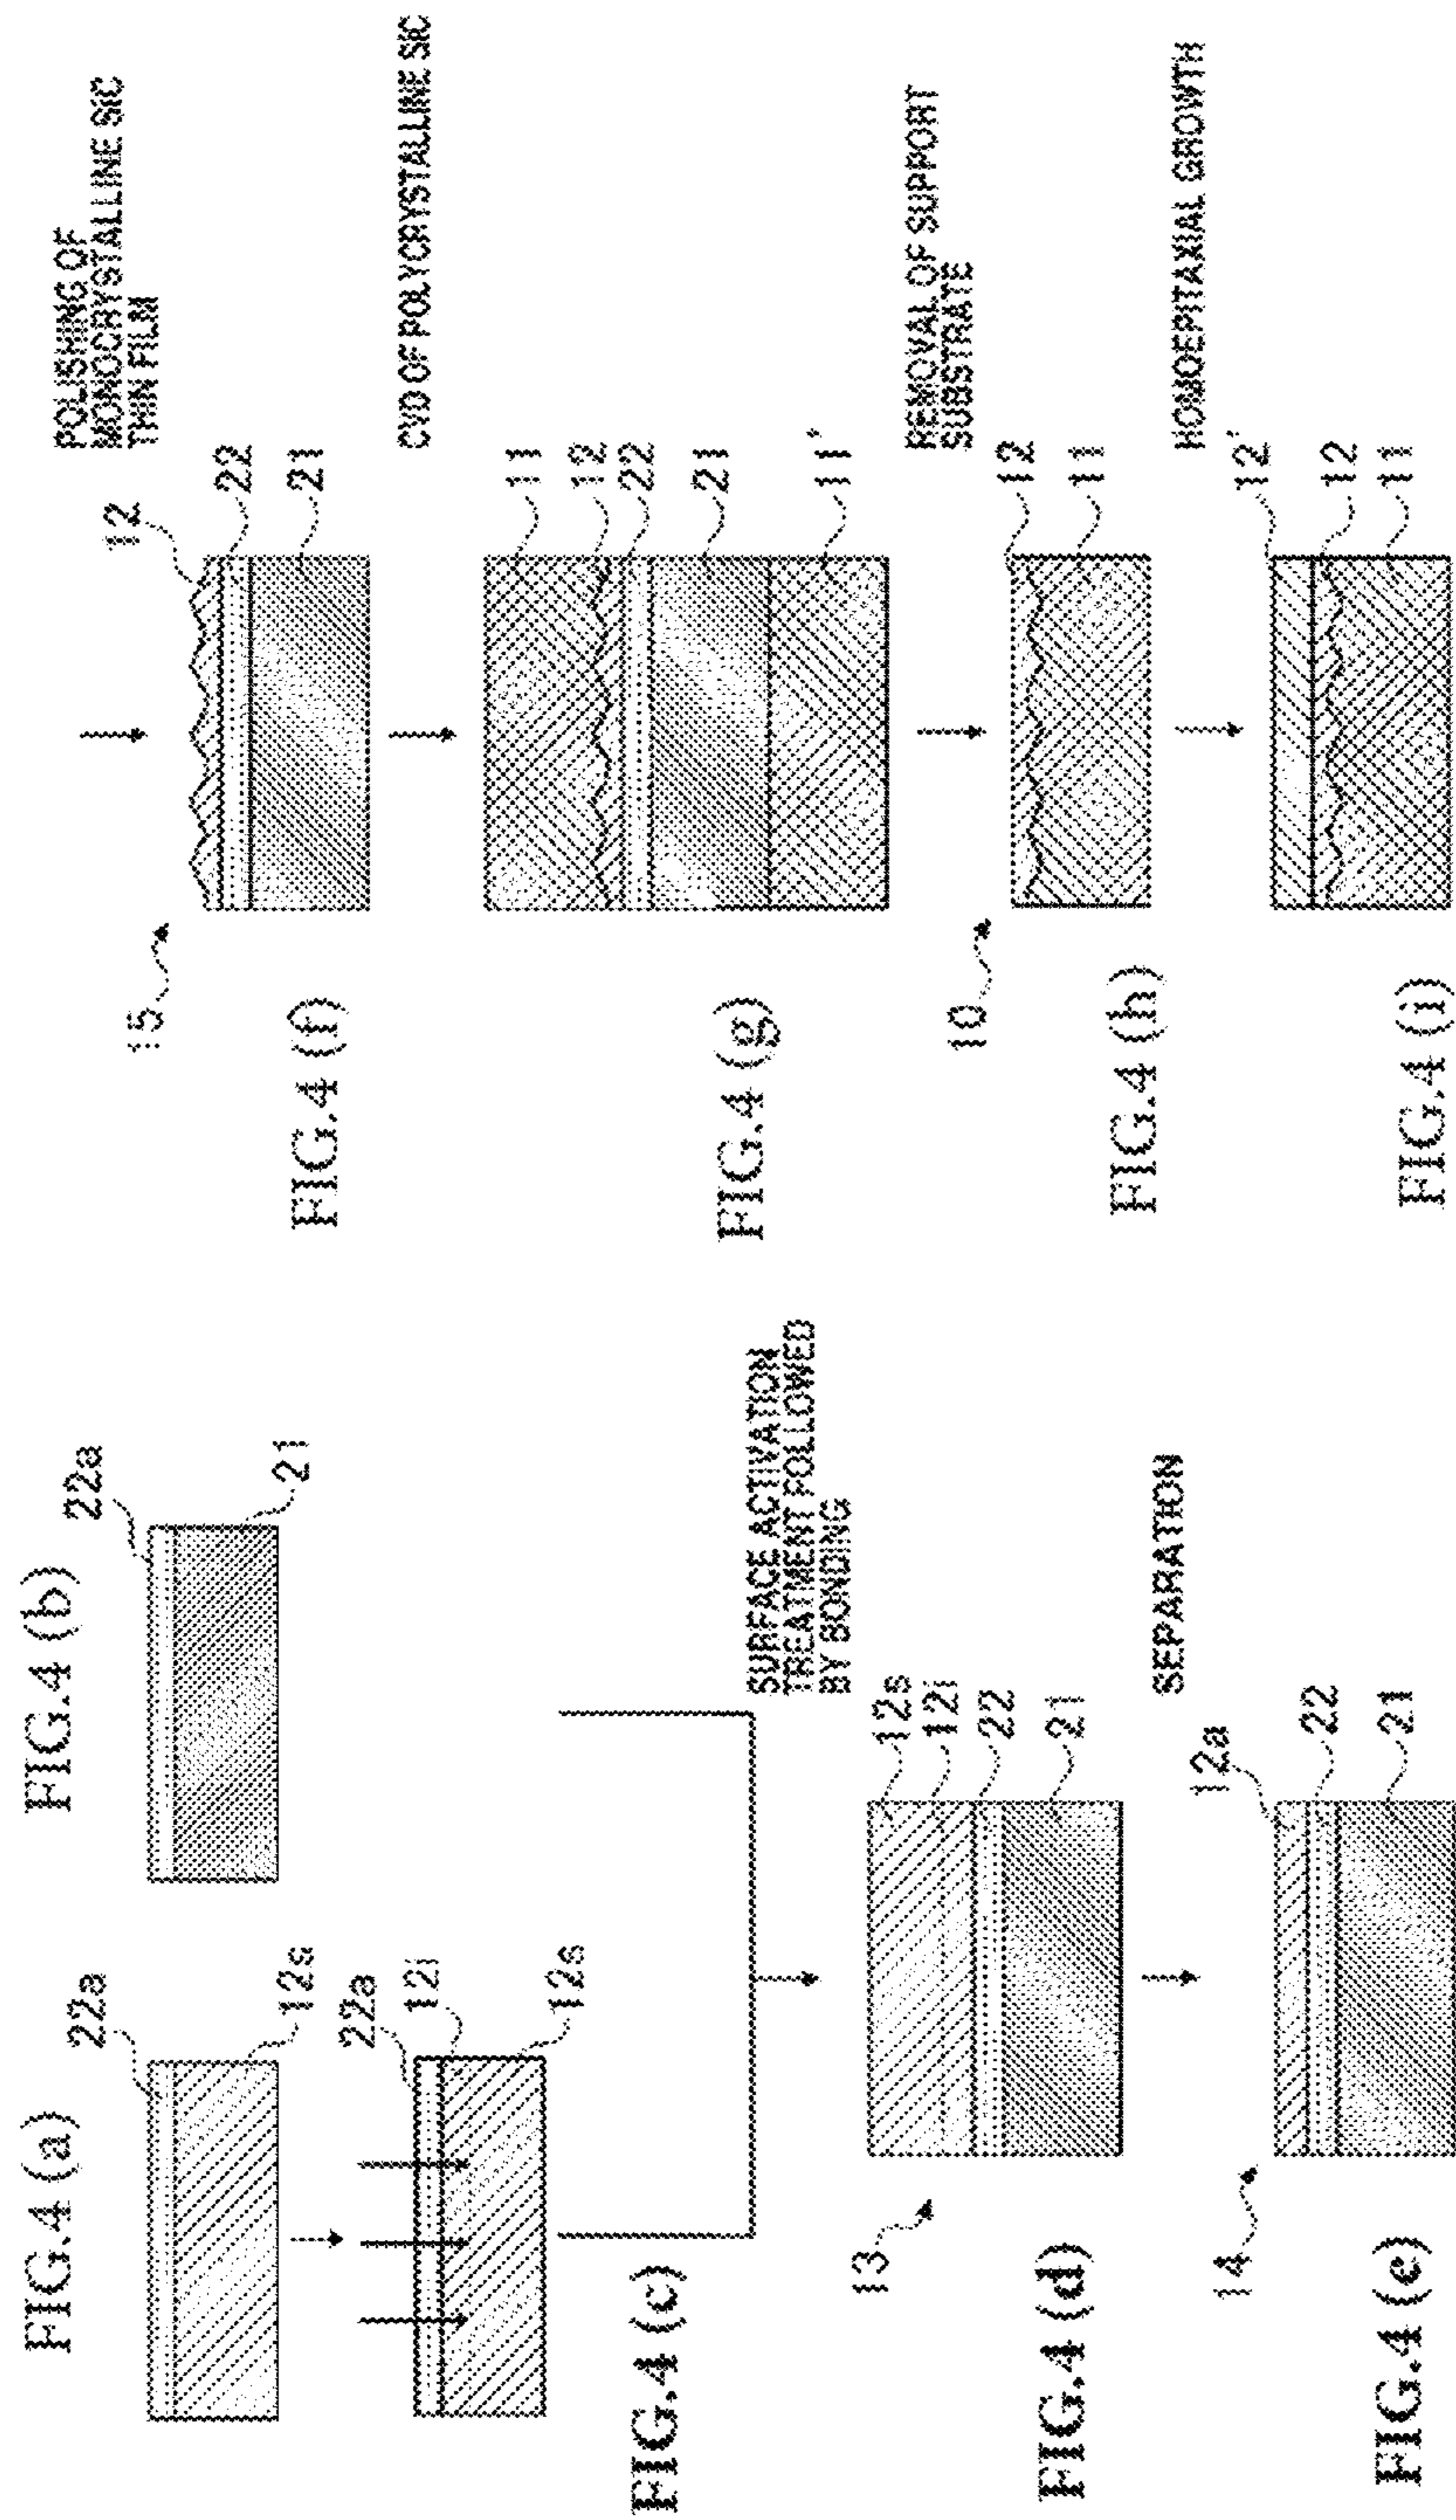 FIG.4 (a)
22a
12s
FIG.4 (b)
22a
21
22a
12i
12s
FIG.4 (c)
SURFACE ACTIVATION
TREATMENT FOLLOWED
BY BONDING
13
12s
12i
22
21
FIG.4 (d)
SEPARATION
14
12a
22
21
FIG.4 (e)
POLISHING OF
MONOCRYSTALLINE SiC
THIN FILM
15
12
22
21
FIG.4 (f)
CVD OF POLYCRYSTALLINE SiC
11
12
22
21
11'
FIG.4 (g)
REMOVAL OF SUPPORT
SUBSTRATE
10
12
11
FIG.4 (h)
HOMOEPITAXIAL GROWTH
12'
12
11
FIG.4 (i)